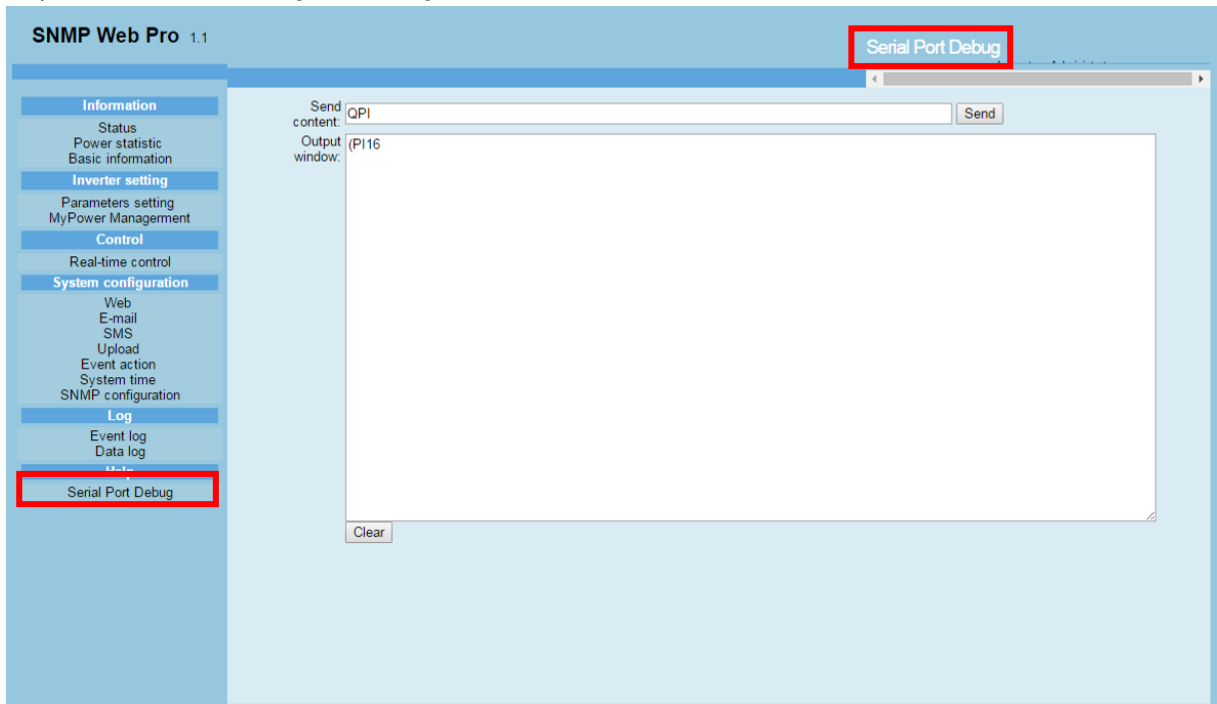 SNMP Web Pro 1.1
Serial Port Debug
Information
Status
Power statistic
Basic information
Inverter setting
Parameters setting
MyPower Managerment
Control
Real-time control
System configuration
Web
E-mail
SMS
Upload
Event action
System time
SNMP configuration
Log
Event log
Data log
Help
Serial Port Debug
Send content:
QPI
Send
Output window:
(PI16
Clear